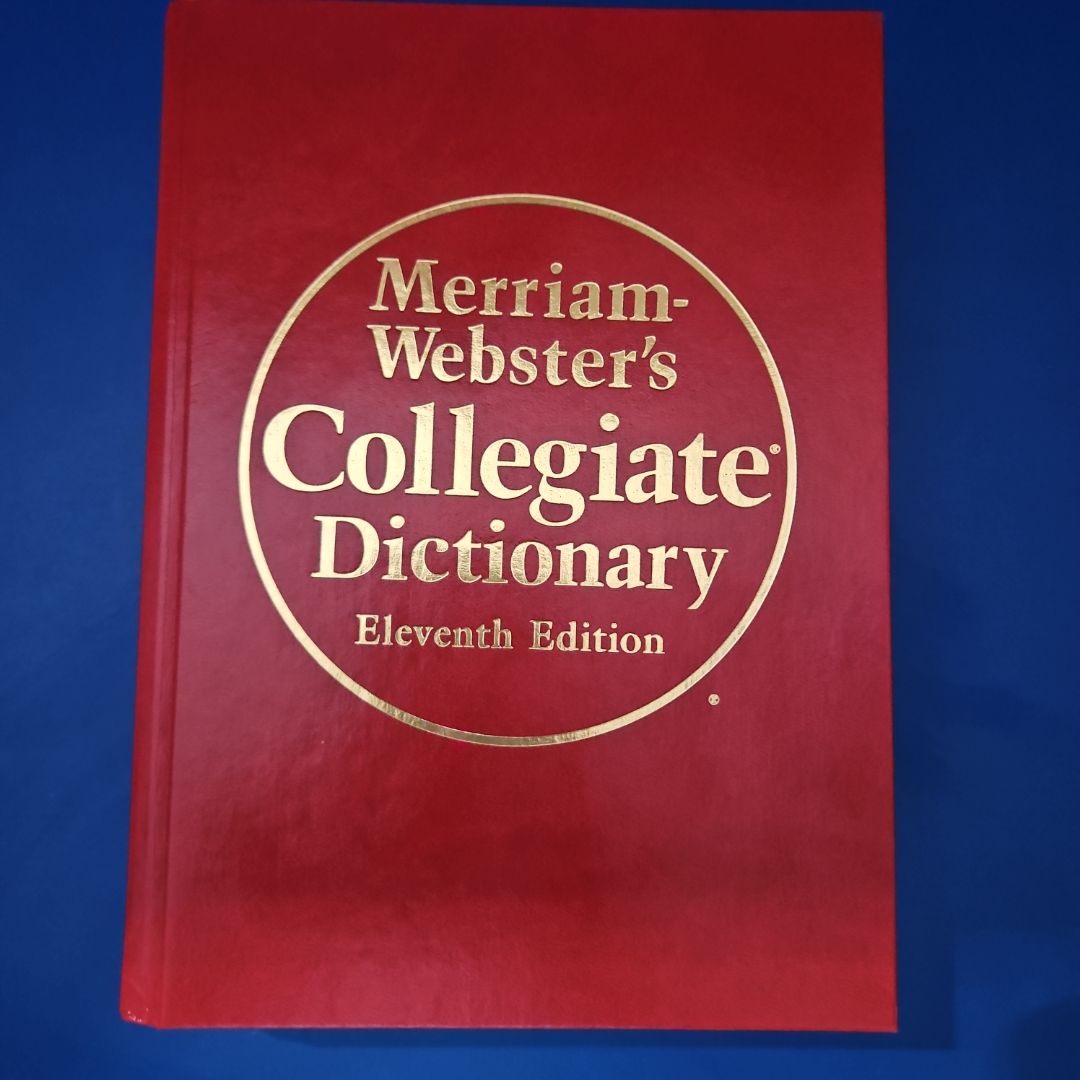 Merriam-
Webster's
Collegiate®
Dictionary
Eleventh Edition
®